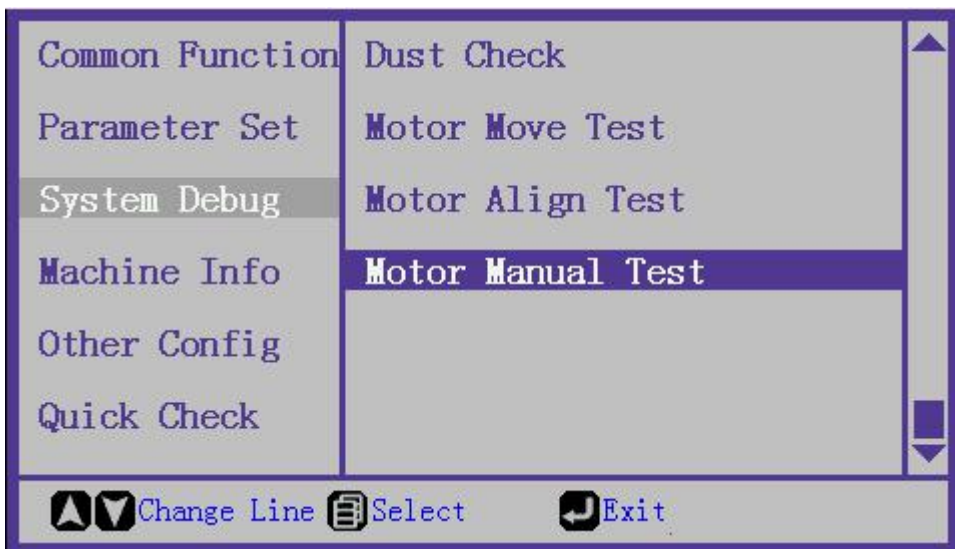 Common Function
Parameter Set
System Debug
Machine Info
Other Config
Quick Check
Dust Check
Motor Move Test
Motor Align Test
Motor Manual Test
Change Line Select Exit